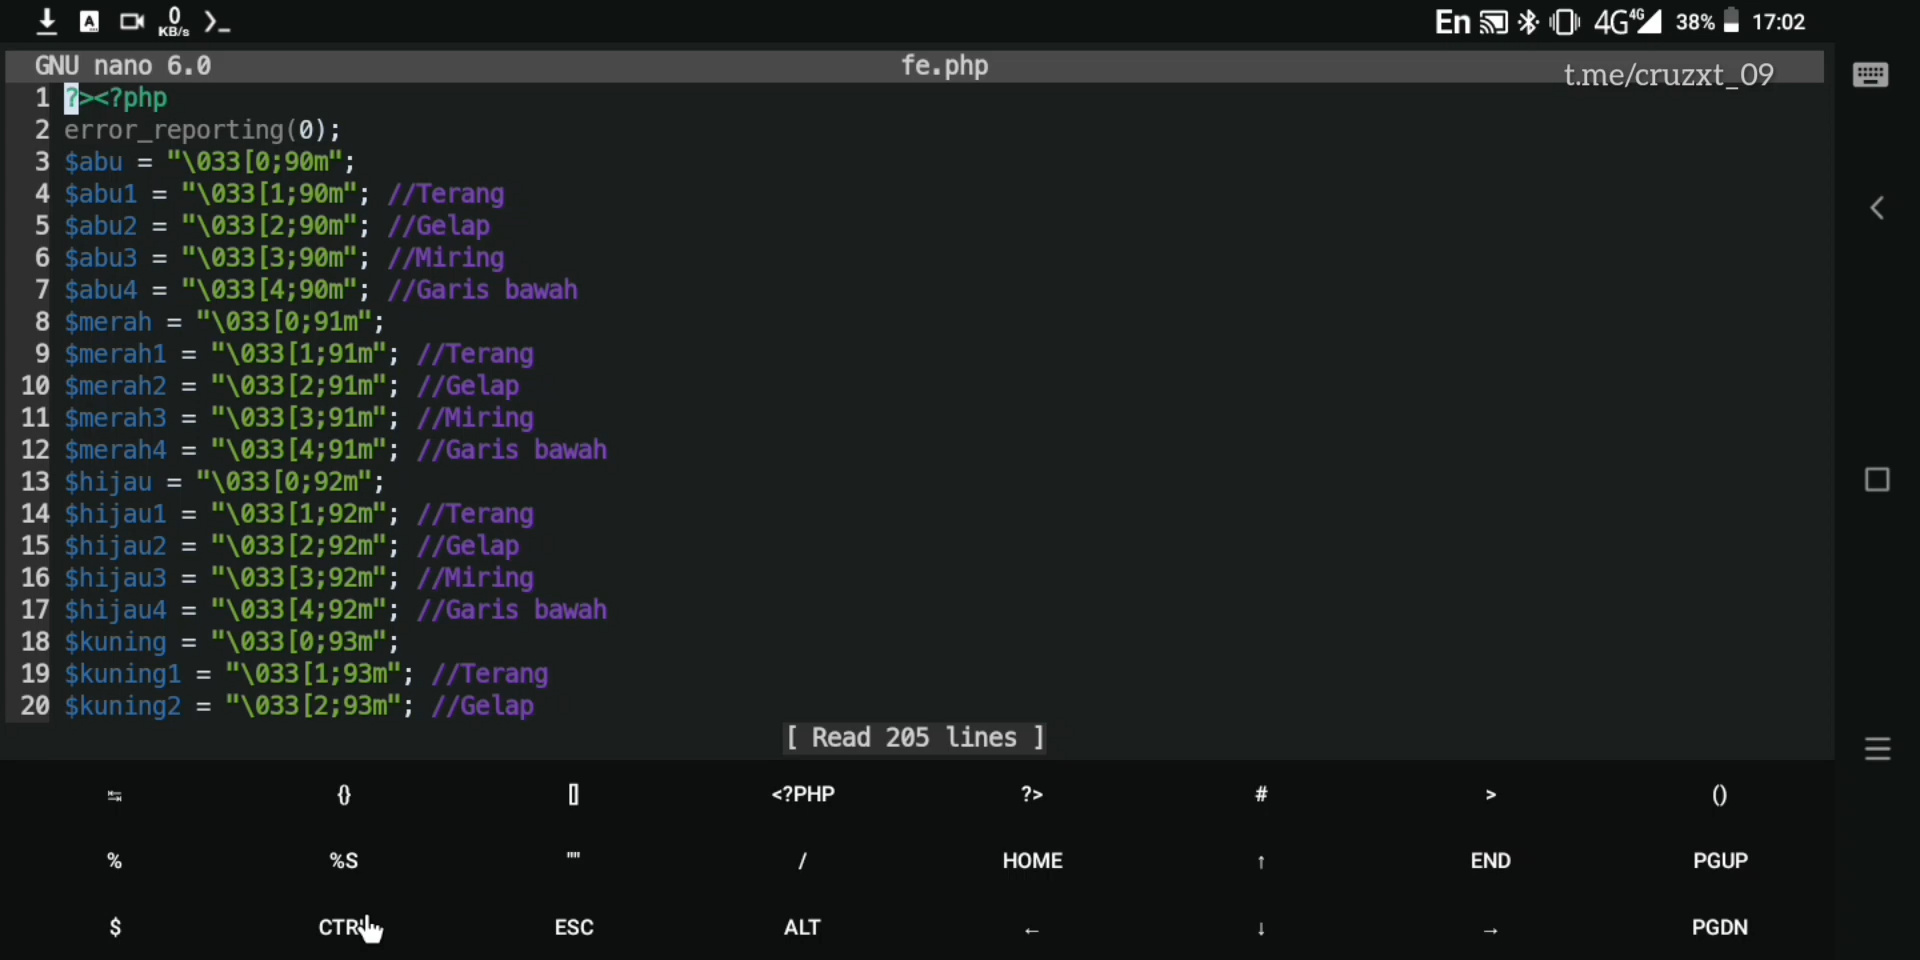 0
KB/s
En 4G 4G 38% 17:02
GNU nano 6.0 fe.php
t.me/cruzxt_09
1 ?><?php
2 error_reporting(0);
3 $abu = "\033[0;90m";
4 $abu1 = "\033[1;90m"; //Terang
5 $abu2 = "\033[2;90m"; //Gelap
6 $abu3 = "\033[3;90m"; //Miring
7 $abu4 = "\033[4;90m"; //Garis bawah
8 $merah = "\033[0;91m";
9 $merah1 = "\033[1;91m"; //Terang
10 $merah2 = "\033[2;91m"; //Gelap
11 $merah3 = "\033[3;91m"; //Miring
12 $merah4 = "\033[4;91m"; //Garis bawah
13 $hijau = "\033[0;92m";
14 $hijau1 = "\033[1;92m"; //Terang
15 $hijau2 = "\033[2;92m"; //Gelap
16 $hijau3 = "\033[3;92m"; //Miring
17 $hijau4 = "\033[4;92m"; //Garis bawah
18 $kuning = "\033[0;93m";
19 $kuning1 = "\033[1;93m"; //Terang
20 $kuning2 = "\033[2;93m"; //Gelap
[ Read 205 lines ]
{} [] <?PHP ?> # > ()
% %S "" / HOME ↑ END PGUP
$ CTRL ESC ALT ← ↓ → PGDN